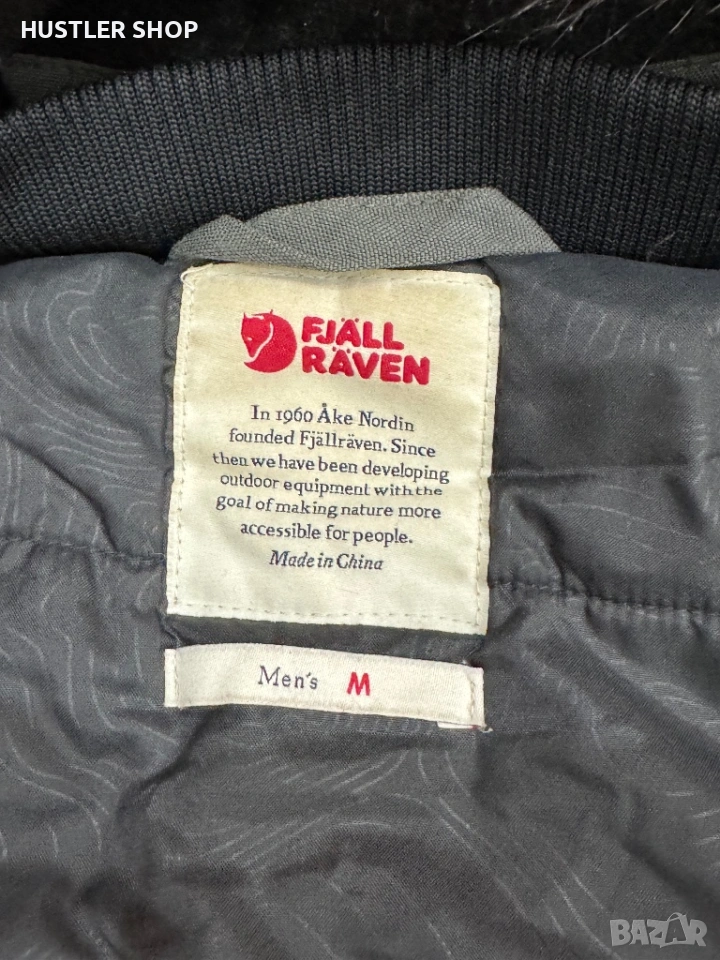 HUSTLER SHOP
FJÄLL
RÄVEN
In 1960 Åke Nordin
founded Fjällräven. Since
then we have been developing
outdoor equipment with the
goal of making nature more
accessible for people.
Made in China
Men's M
BAZAR